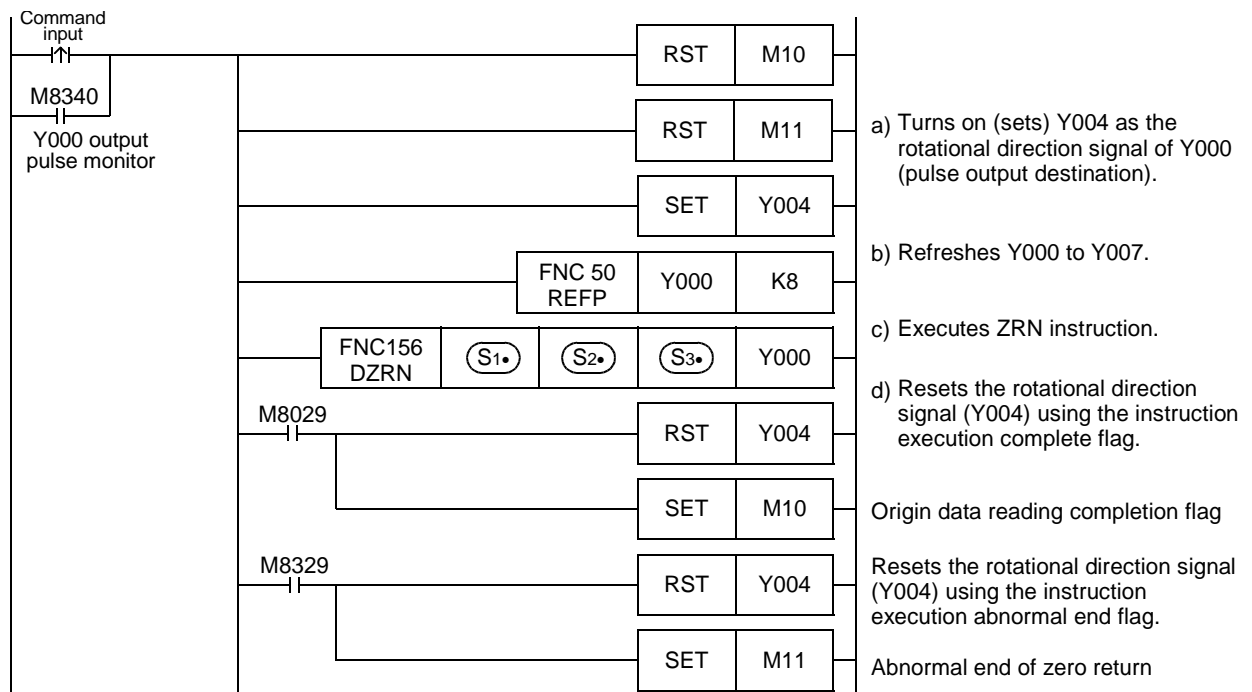 Command
input
RST M10
M8340
Y000 output
pulse monitor
RST M11
a) Turns on (sets) Y004 as the
rotational direction signal of Y000
(pulse output destination).
SET Y004
b) Refreshes Y000 to Y007.
FNC 50
REFP
Y000 K8
c) Executes ZRN instruction.
FNC156
DZRN
S1• S2• S3• Y000
d) Resets the rotational direction
signal (Y004) using the instruction
execution complete flag.
M8029
RST Y004
SET M10
Origin data reading completion flag
M8329
RST Y004
Resets the rotational direction signal
(Y004) using the instruction
execution abnormal end flag.
SET M11
Abnormal end of zero return